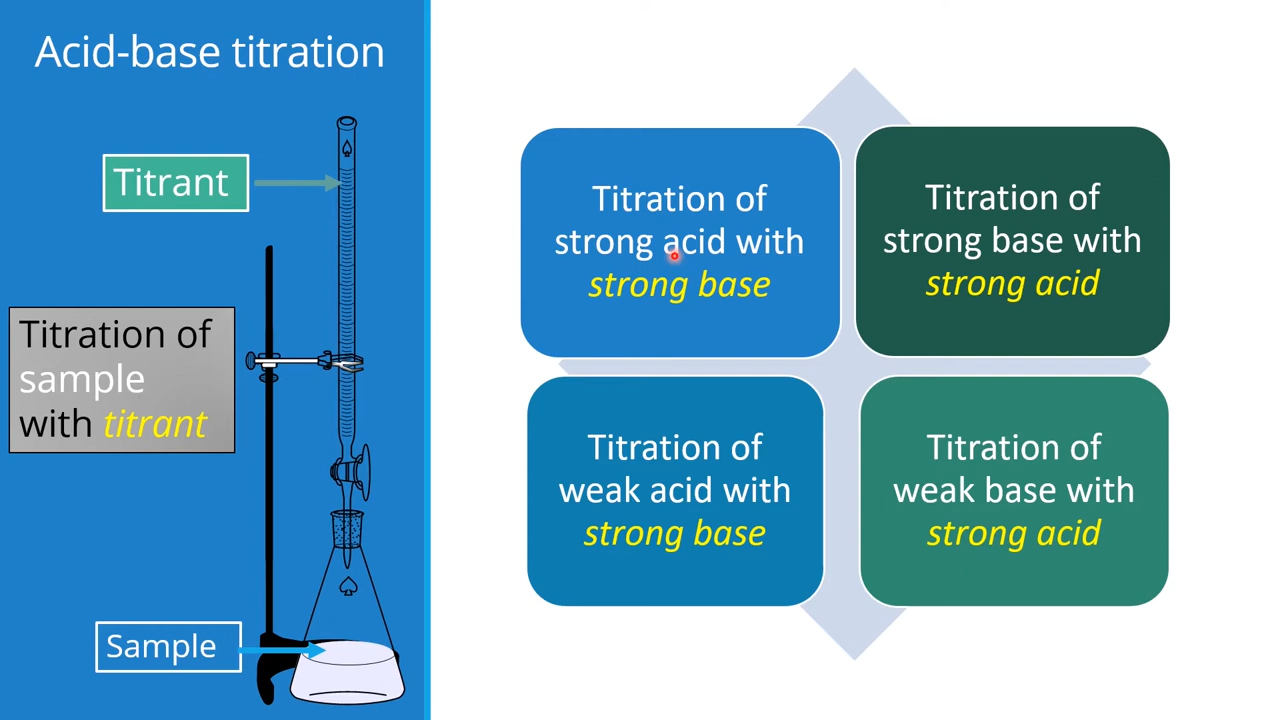 Acid-base titration
Titrant
Titration of
sample
with titrant
Sample
Titration of
strong acid with
strong base
Titration of
strong base with
strong acid
Titration of
weak acid with
strong base
Titration of
weak base with
strong acid